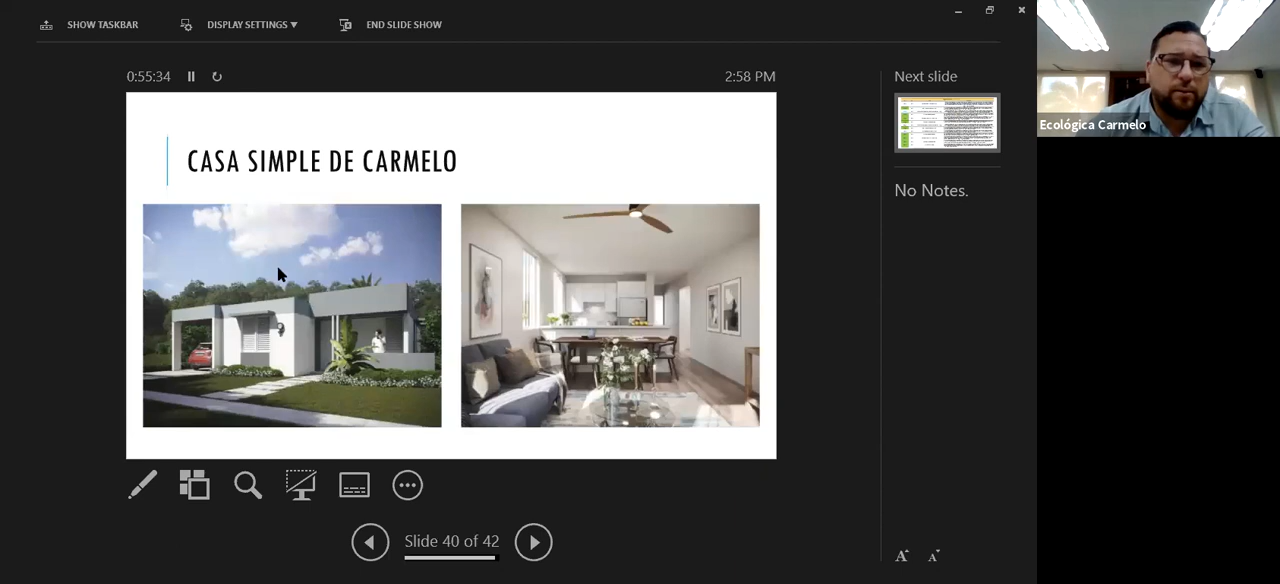 SHOW TASKBAR
DISPLAY SETTINGS ▼
END SLIDE SHOW
0:55:34
2:58 PM
Next slide
CASA SIMPLE DE CARMELO
Ecológica Carmelo
No Notes.
Slide 40 of 42
A A